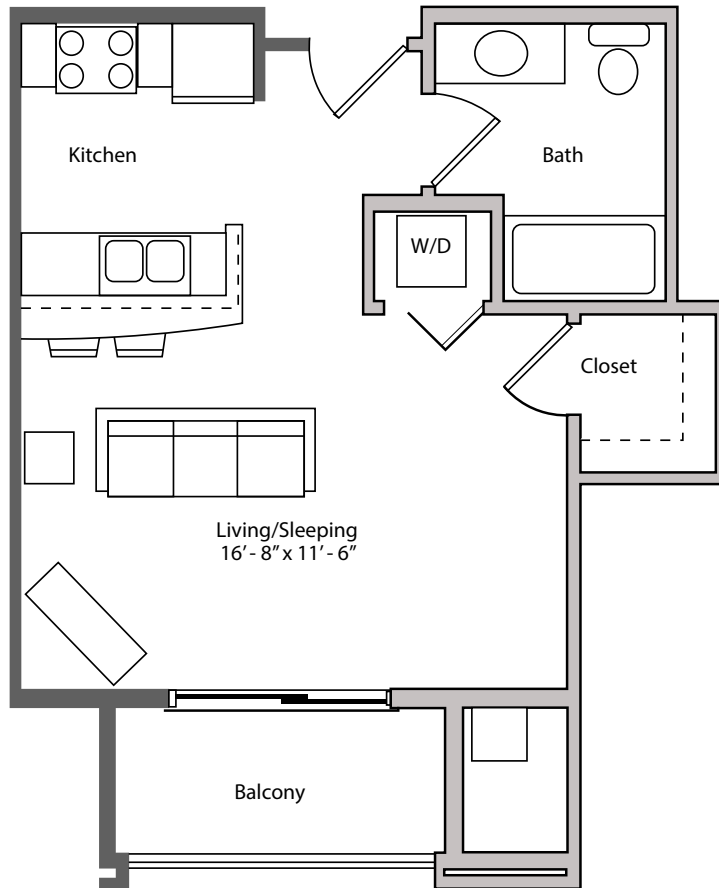 Kitchen
Bath
W/D
Closet
Living/Sleeping
16’ - 8” x 11’ - 6”
Balcony